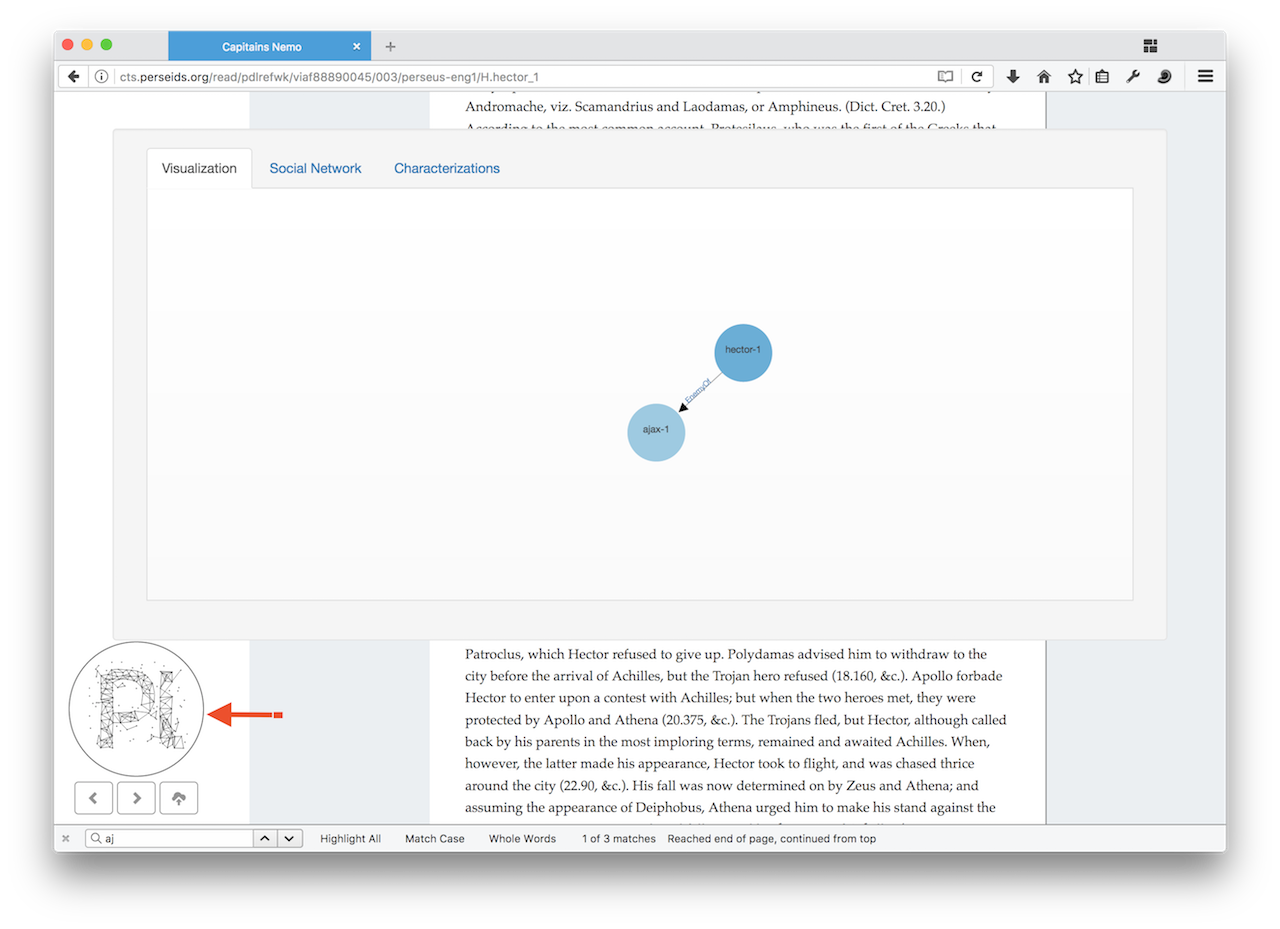 Capitains Nemo
cts.perseids.org/read/pdlrefwk/viaf88890045/003/perseus-eng1/H.hector_1
Andromache, viz. Scamandrius and Laodamas, or Amphineus. (Dict. Cret. 3.20.)
According to the most common account, Protesilaus, who was the first of the Greeks that
Visualization
Social Network
Characterizations
hector-1
EnemyOf
ajax-1
Patroclus, which Hector refused to give up. Polydamas advised him to withdraw to the
city before the arrival of Achilles, but the Trojan hero refused (18.160, &c.). Apollo forbade
Hector to enter upon a contest with Achilles; but when the two heroes met, they were
protected by Apollo and Athena (20.375, &c.). The Trojans fled, but Hector, although called
back by his parents in the most imploring terms, remained and awaited Achilles. When,
however, the latter made his appearance, Hector took to flight, and was chased thrice
around the city (22.90, &c.). His fall was now determined on by Zeus and Athena; and
assuming the appearance of Deiphobus, Athena urged him to make his stand against the
PI
aj
Highlight All
Match Case
Whole Words
1 of 3 matches
Reached end of page, continued from top